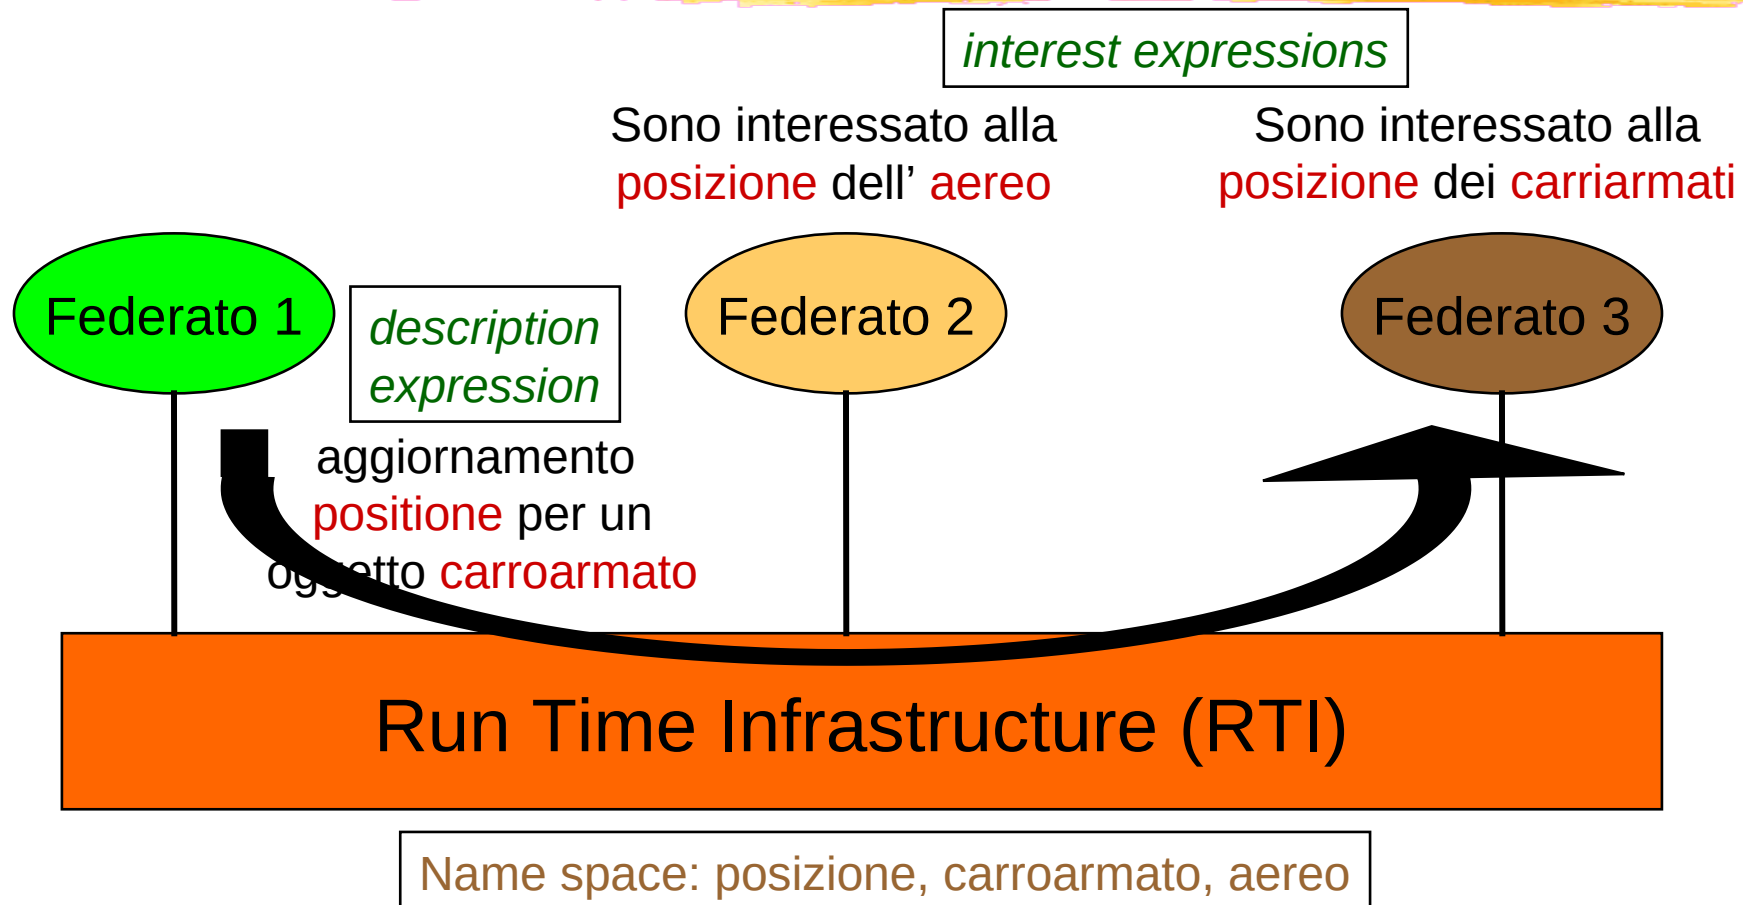 interest expressions
Sono interessato alla
posizione dell’ aereo
Sono interessato alla
posizione dei carriarmati
Federato 1
description
expression
Federato 2
Federato 3
aggiornamento
positione per un
oggetto carroarmato
Run Time Infrastructure (RTI)
Name space: posizione, carroarmato, aereo